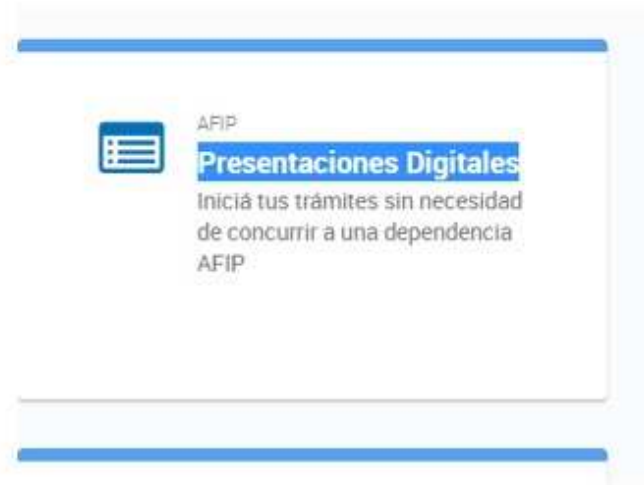 AFIP
Presentaciones Digitales
Iniciá tus trámites sin necesidad
de concurrir a una dependencia
AFIP